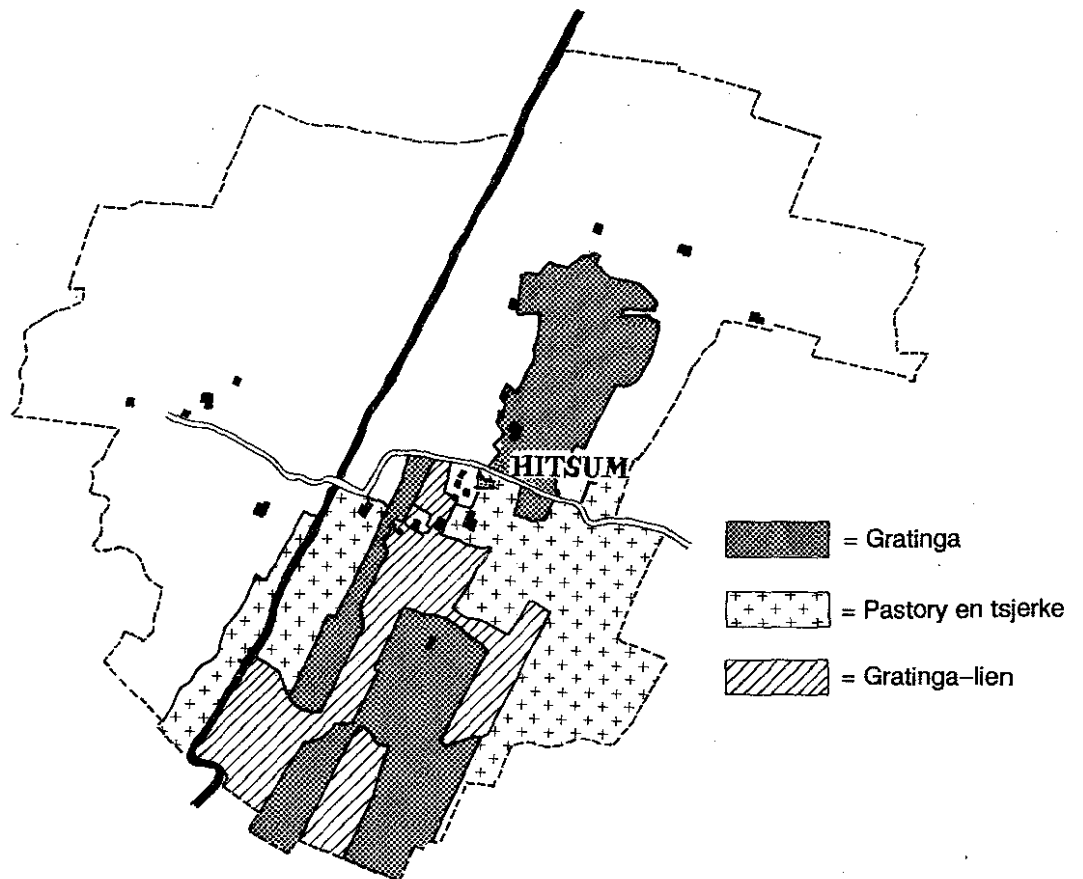 HITSUM
= Gratinga
= Pastory en tsjerke
= Gratinga-lien